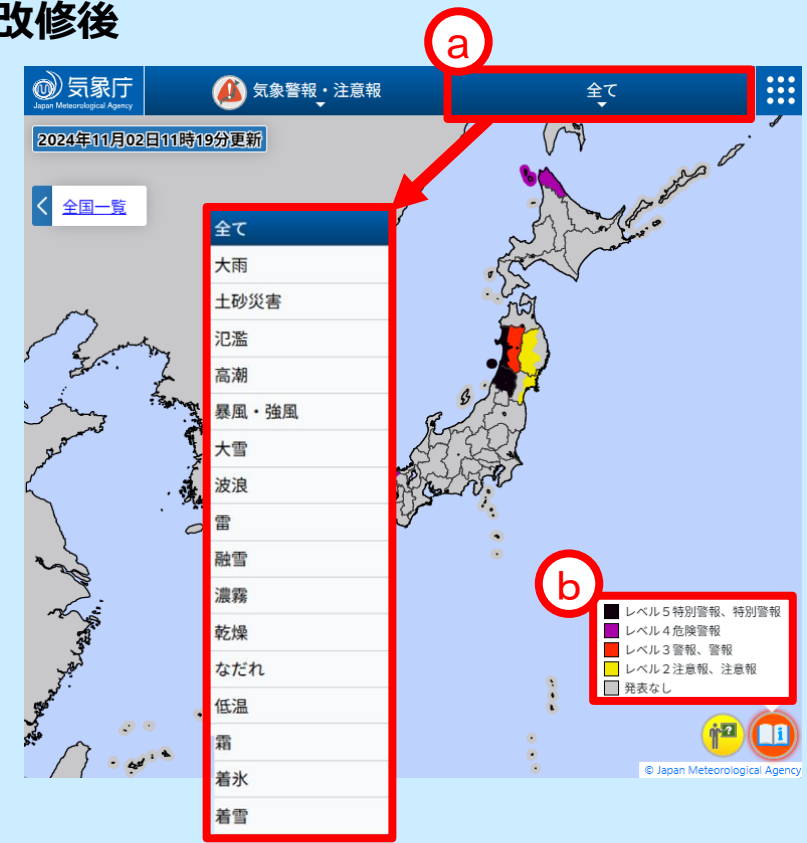 改修後
a
気象庁
Japan Meteorological Agency
気象警報・注意報
全て
2024年11月02日11時19分更新
全国一覧
全て
大雨
土砂災害
氾濫
高潮
暴風・強風
大雪
波浪
雷
融雪
濃霧
乾燥
なだれ
低温
霜
着氷
着雪
b
レベル5特別警報、特別警報
レベル4危険警報
レベル3警報、警報
レベル2注意報、注意報
発表なし
© Japan Meteorological Agency